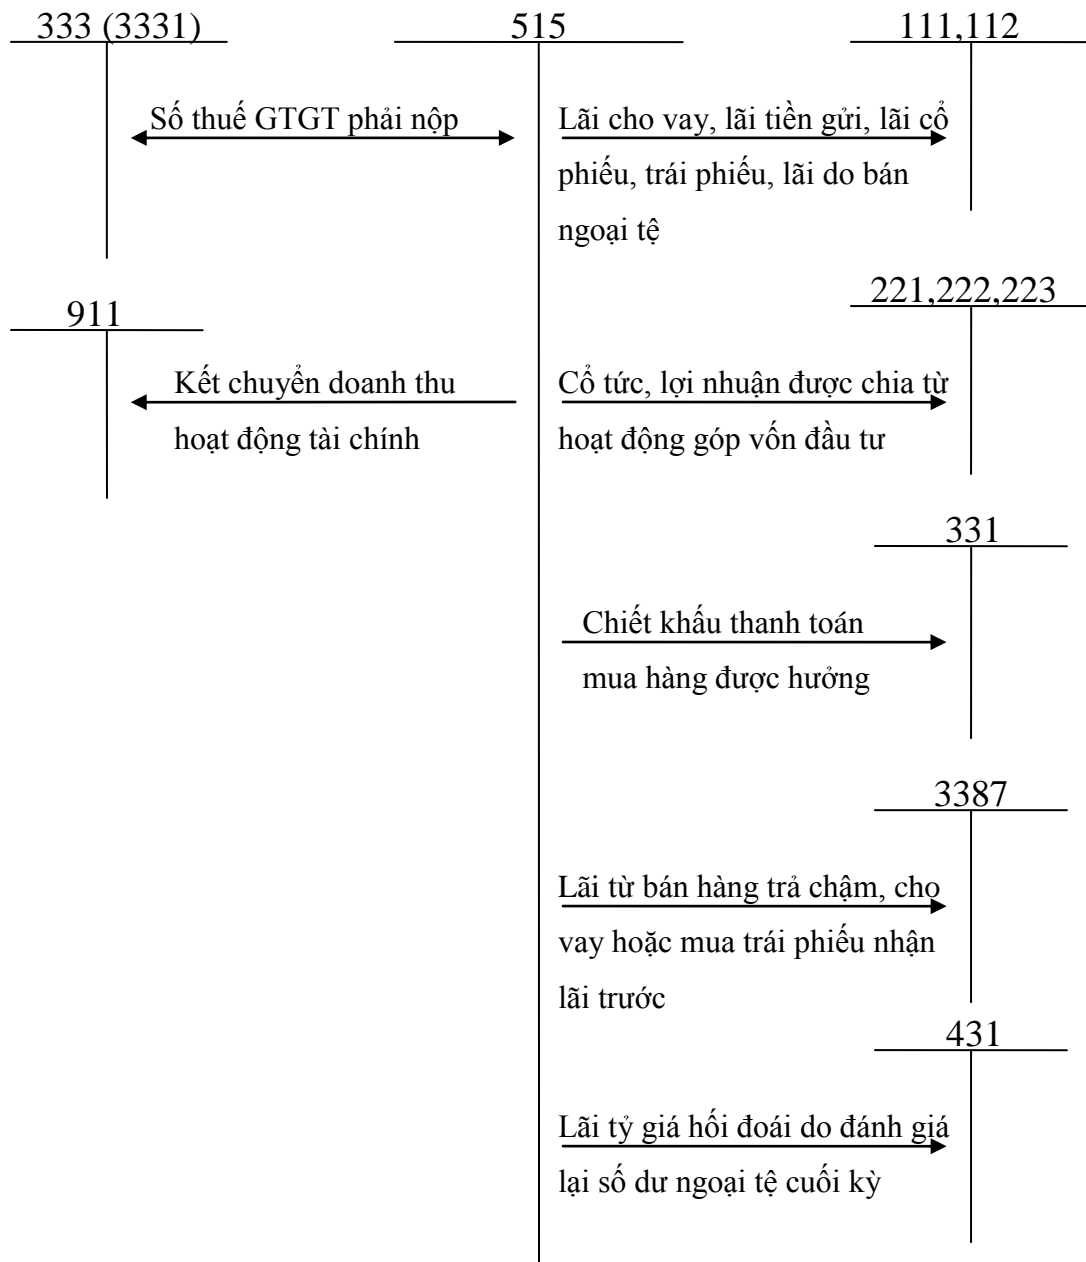 333 (3331)
515
111,112
Số thuế GTGT phải nộp
Lãi cho vay, lãi tiền gửi, lãi cổ
phiếu, trái phiếu, lãi do bán
ngoại tệ
221,222,223
911
Kết chuyển doanh thu
hoạt động tài chính
Cổ tức, lợi nhuận được chia từ
hoạt động góp vốn đầu tư
331
Chiết khấu thanh toán
mua hàng được hưởng
3387
Lãi từ bán hàng trả chậm, cho
vay hoặc mua trái phiếu nhận
lãi trước
431
Lãi tỷ giá hối đoái do đánh giá
lại số dư ngoại tệ cuối kỳ